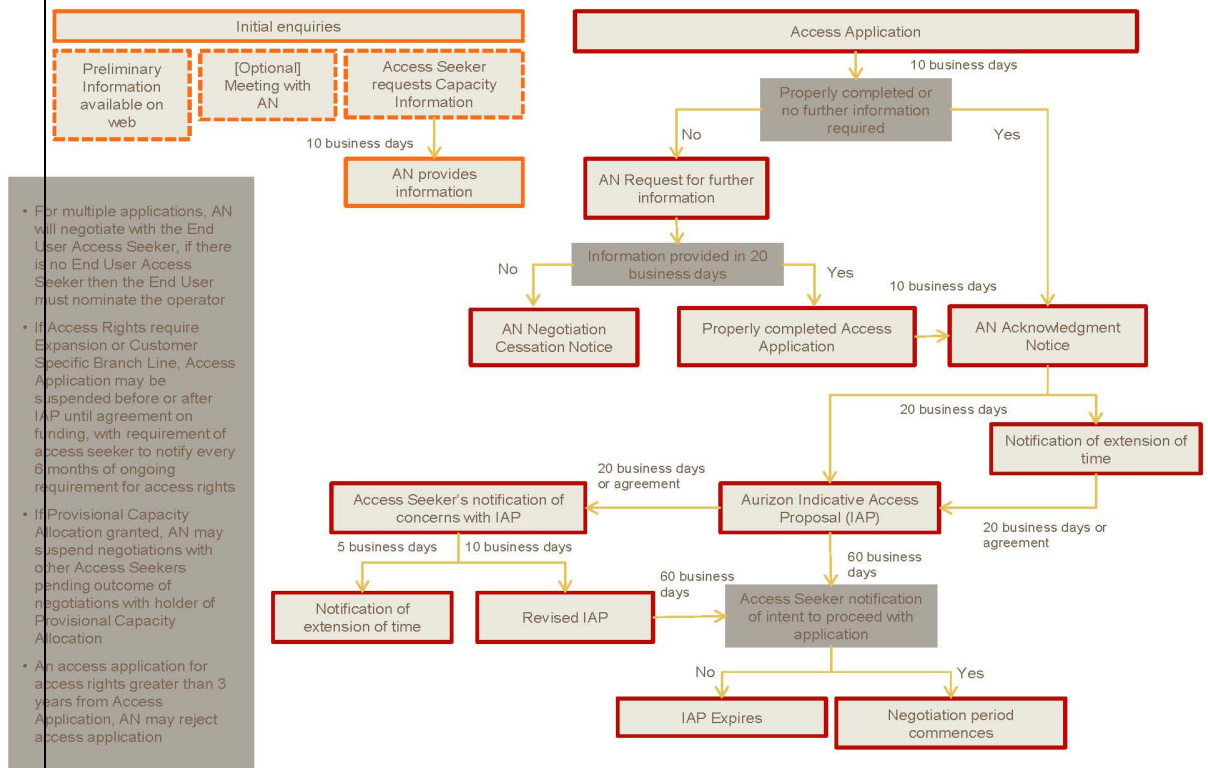 Initial enquiries
Preliminary
Information
available on
web
[Optional]
Meeting with
AN
Access Seeker
requests Capacity
Information
10 business days
AN provides
information
• For multiple applications, AN
will negotiate with the End
User Access Seeker, if there
is no End User Access
Seeker then the End User
must nominate the operator
• If Access Rights require
Expansion or Customer
Specific Branch Line, Access
Application may be
suspended before or after
IAP until agreement on
funding, with requirement of
access seeker to notify every
6 months of ongoing
requirement for access rights
• If Provisional Capacity
Allocation granted, AN may
suspend negotiations with
other Access Seekers
pending outcome of
negotiations with holder of
Provisional Capacity
Allocation
• An access application for
access rights greater than 3
years from Access
Application, AN may reject
access application
Access Application
10 business days
Properly completed or
no further information
required
No
Yes
AN Request for further
information
Information provided in 20
business days
No
Yes
10 business days
AN Negotiation
Cessation Notice
Properly completed Access
Application
AN Acknowledgment
Notice
20 business days
Notification of extension of
time
20 business days
or agreement
Access Seeker's notification of
concerns with IAP
Aurizon Indicative Access
Proposal (IAP)
20 business days or
agreement
5 business days
10 business days
60 business
days
60 business
days
Notification of
extension of time
Revised IAP
Access Seeker notification
of intent to proceed with
application
No
Yes
IAP Expires
Negotiation period
commences